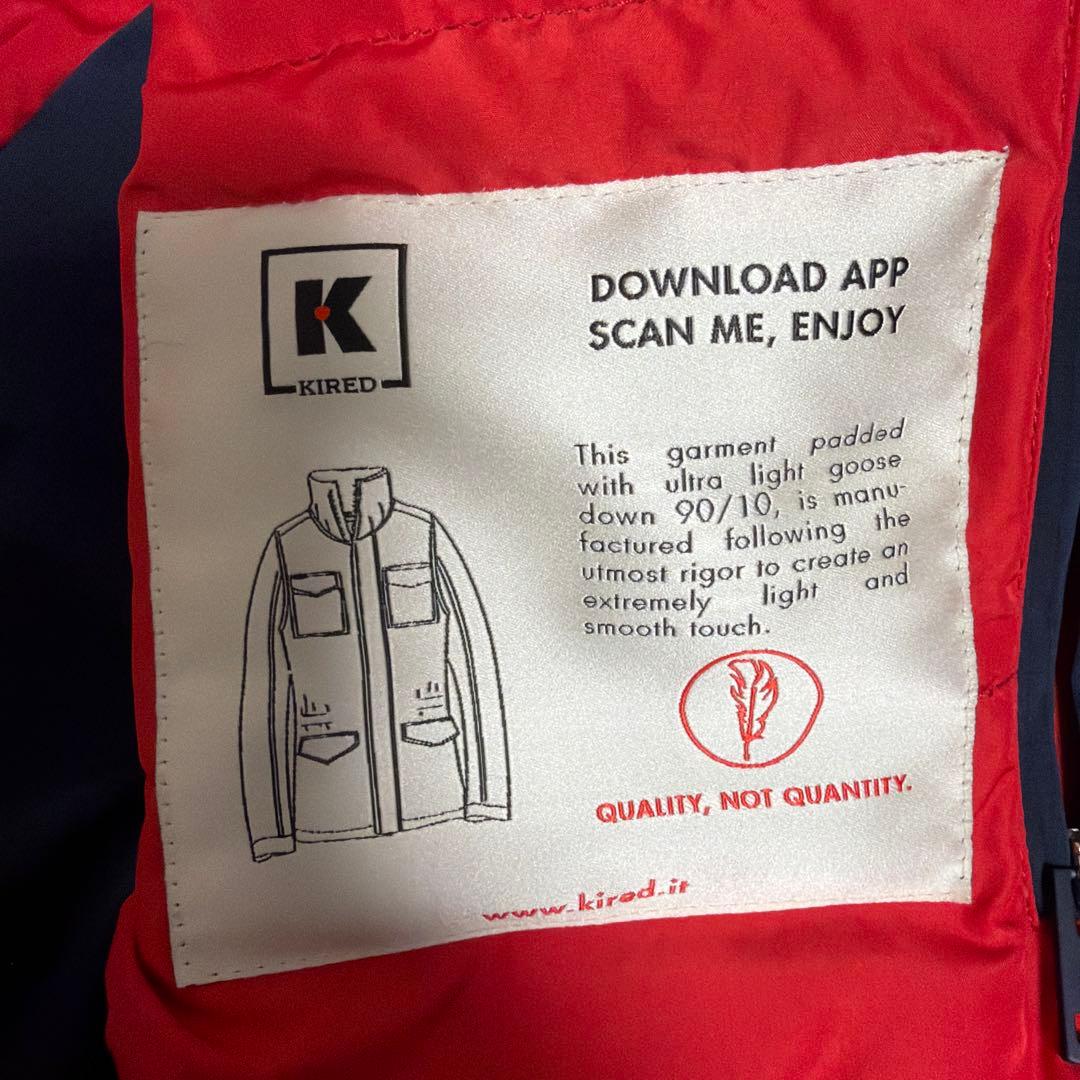 K
KIRED
DOWNLOAD APP
SCAN ME, ENJOY
This garment padded
with ultra light goose
down 90/10, is manu-
factured following the
utmost rigor to create an
extremely light and
smooth touch.
QUALITY, NOT QUANTITY.
www.kired.it